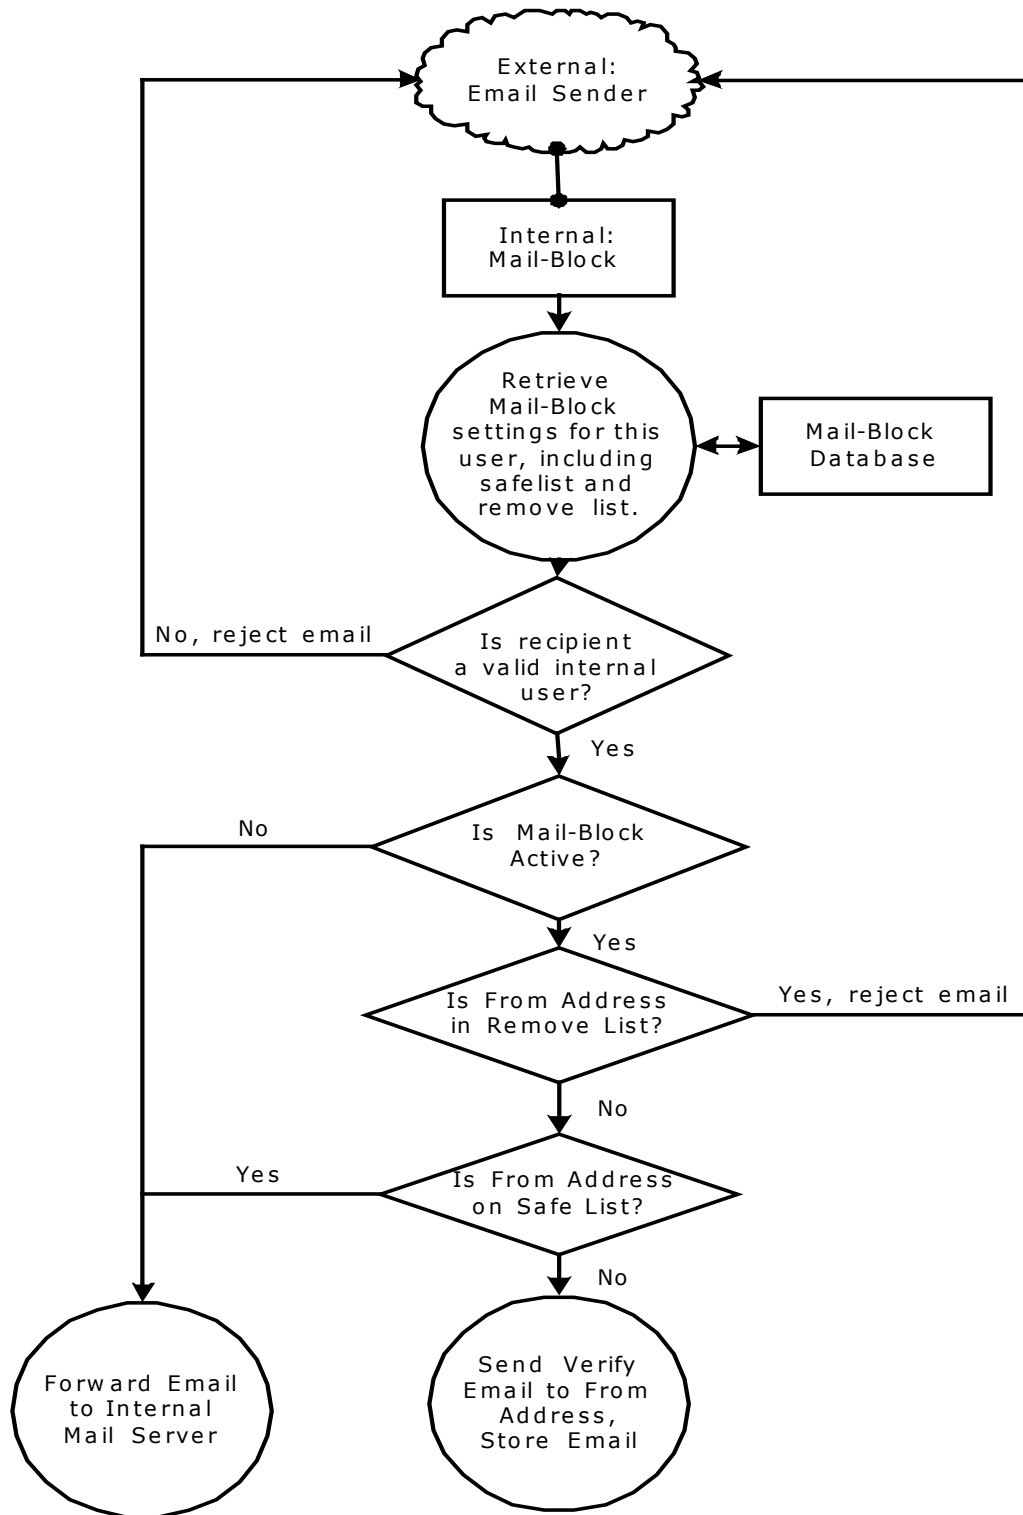 External:
Email Sender
Internal:
Mail-Block
Retrieve
Mail-Block
settings for this
user, including
safelist and
remove list.
Mail-Block
Database
No, reject email
Is recipient
a valid internal
user?
Yes
No
Is Mail-Block
Active?
Yes
Is From Address
in Remove List?
Yes, reject email
No
Yes
Is From Address
on Safe List?
No
Forward Email
to Internal
Mail Server
Send Verify
Email to From
Address,
Store Email